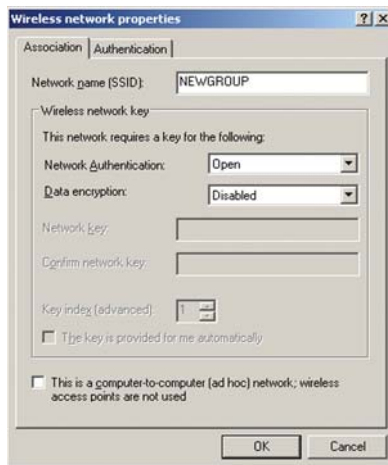 Wireless network properties
Association Authentication
Network name (SSID): NEWGROUP
Wireless network key
This network requires a key for the following:
Network Authentication: Open
Data encryption: Disabled
Network key:
Confirm network key:
Key index (advanced): 1
The key is provided for me automatically
This is a computer-to-computer (ad hoc) network; wireless
access points are not used
OK Cancel